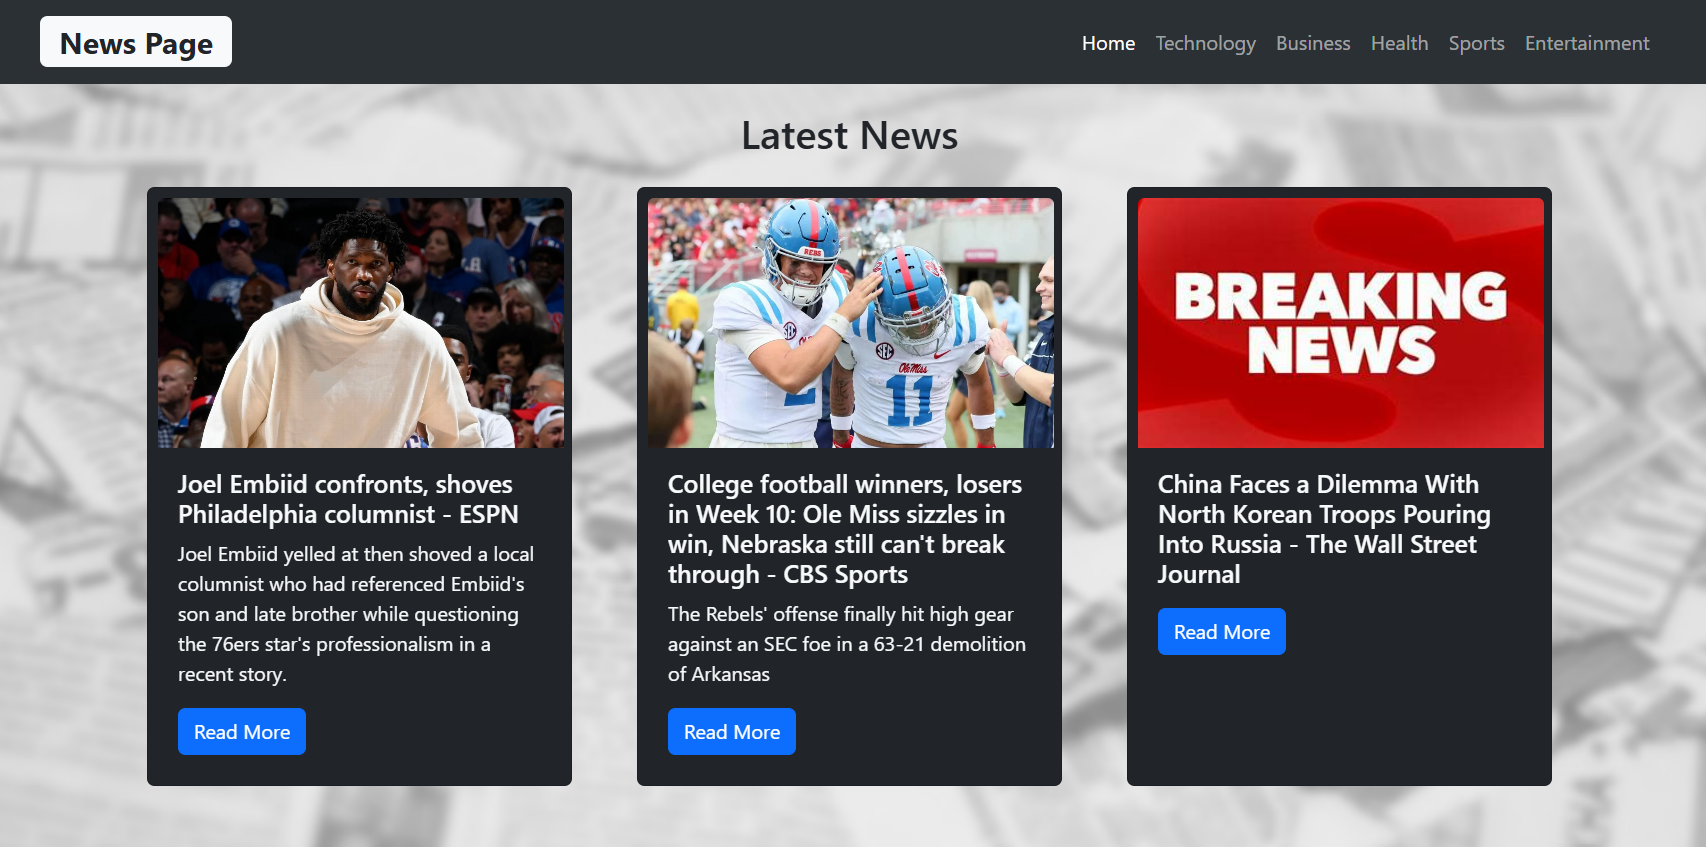 News Page
Home Technology Business Health Sports Entertainment
Latest News
REBS
SEC
SEC
Ole Miss
11
BREAKING
NEWS
Joel Embiid confronts, shoves
Philadelphia columnist - ESPN
Joel Embiid yelled at then shoved a local
columnist who had referenced Embiid's
son and late brother while questioning
the 76ers star's professionalism in a
recent story.
Read More
College football winners, losers
in Week 10: Ole Miss sizzles in
win, Nebraska still can't break
through - CBS Sports
The Rebels' offense finally hit high gear
against an SEC foe in a 63-21 demolition
of Arkansas
Read More
China Faces a Dilemma With
North Korean Troops Pouring
Into Russia - The Wall Street
Journal
Read More